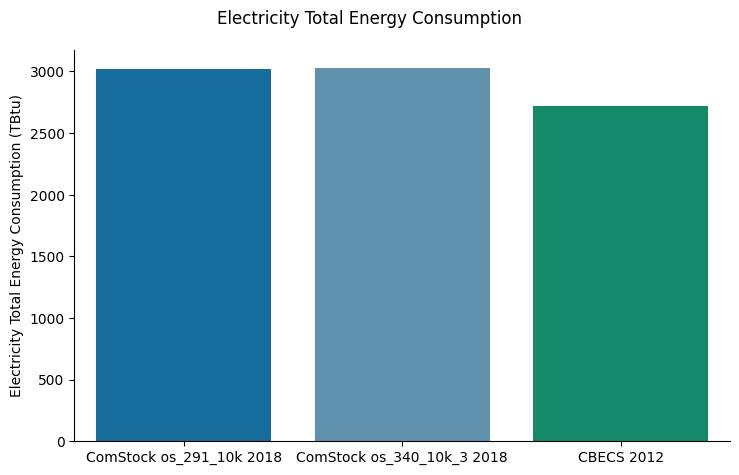 Electricity Total Energy Consumption
Electricity Total Energy Consumption (TBtu)
3000
2500
2000
1500
1000
500
0
ComStock os_291_10k 2018
ComStock os_340_10k_3 2018
CBECS 2012